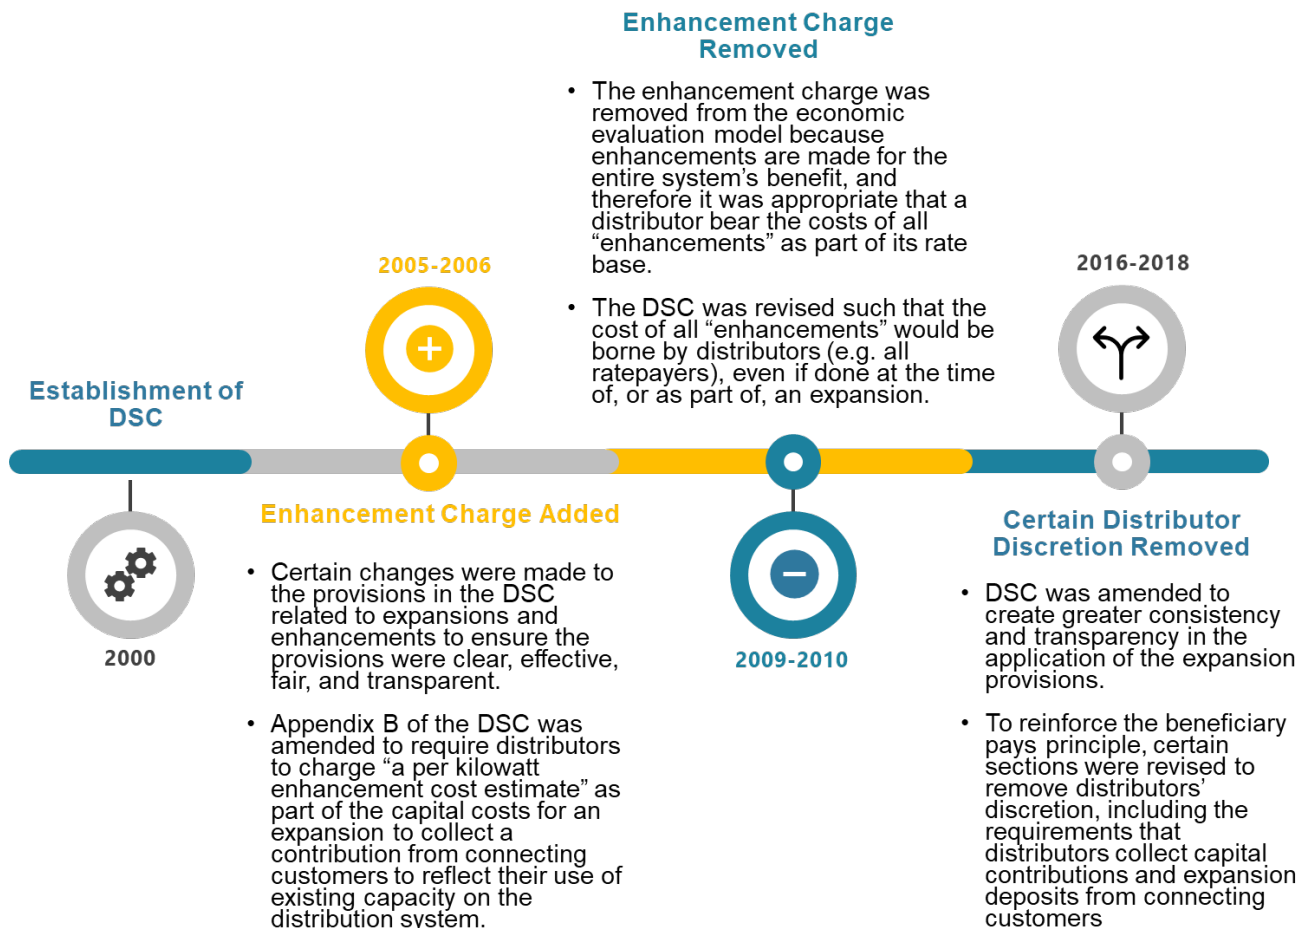 Establishment of
DSC
2000
2005-2006
Enhancement Charge Added
• Certain changes were made to
the provisions in the DSC
related to expansions and
enhancements to ensure the
provisions were clear, effective,
fair, and transparent.
• Appendix B of the DSC was
amended to require distributors
to charge “a per kilowatt
enhancement cost estimate” as
part of the capital costs for an
expansion to collect a
contribution from connecting
customers to reflect their use of
existing capacity on the
distribution system.
Enhancement Charge
Removed
• The enhancement charge was
removed from the economic
evaluation model because
enhancements are made for the
entire system’s benefit, and
therefore it was appropriate that a
distributor bear the costs of all
“enhancements” as part of its rate
base.
• The DSC was revised such that the
cost of all “enhancements” would be
borne by distributors (e.g. all
ratepayers), even if done at the time
of, or as part of, an expansion.
2009-2010
2016-2018
Certain Distributor
Discretion Removed
• DSC was amended to
create greater consistency
and transparency in the
application of the expansion
provisions.
• To reinforce the beneficiary
pays principle, certain
sections were revised to
remove distributors’
discretion, including the
requirements that
distributors collect capital
contributions and expansion
deposits from connecting
customers